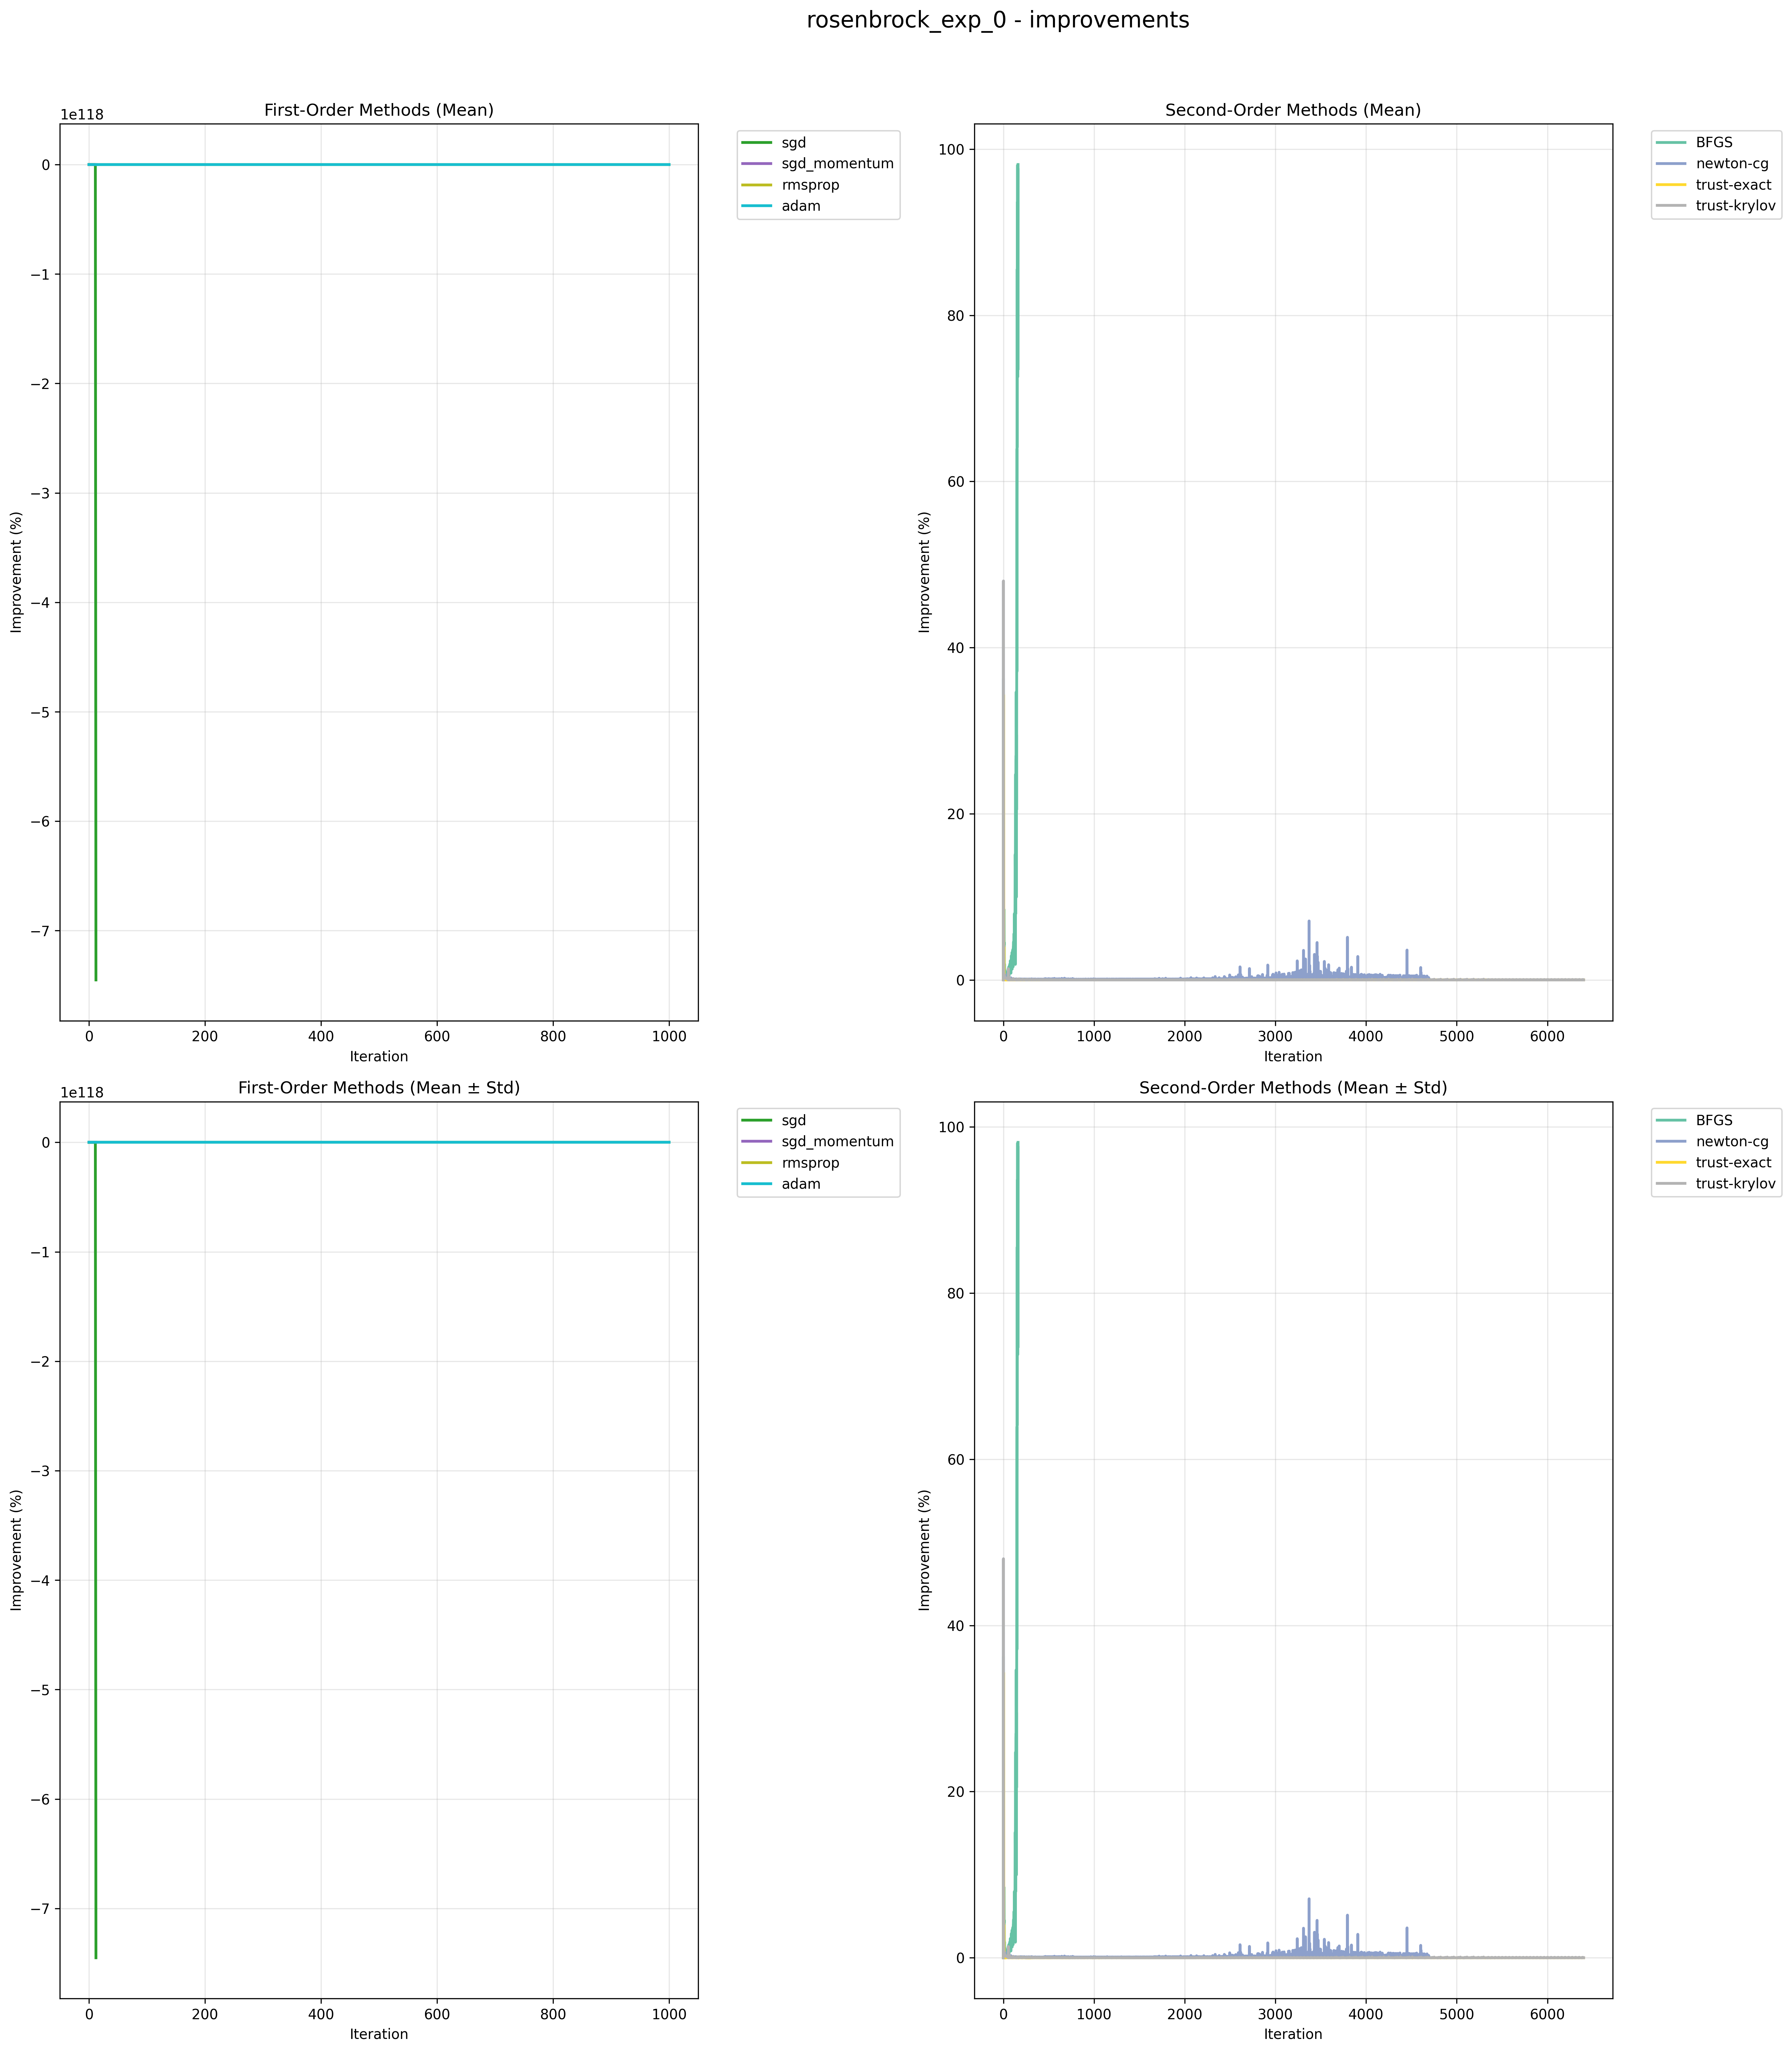 rosenbrock_exp_0 - improvements
First-Order Methods (Mean)
1e118
0
−1
−2
−3
−4
−5
−6
−7
Improvement (%)
0 200 400 600 800 1000
Iteration
sgd
sgd_momentum
rmsprop
adam
Second-Order Methods (Mean)
100
80
60
40
20
0
Improvement (%)
0 1000 2000 3000 4000 5000 6000
Iteration
BFGS
newton-cg
trust-exact
trust-krylov
First-Order Methods (Mean ± Std)
1e118
0
−1
−2
−3
−4
−5
−6
−7
Improvement (%)
0 200 400 600 800 1000
Iteration
sgd
sgd_momentum
rmsprop
adam
Second-Order Methods (Mean ± Std)
100
80
60
40
20
0
Improvement (%)
0 1000 2000 3000 4000 5000 6000
Iteration
BFGS
newton-cg
trust-exact
trust-krylov